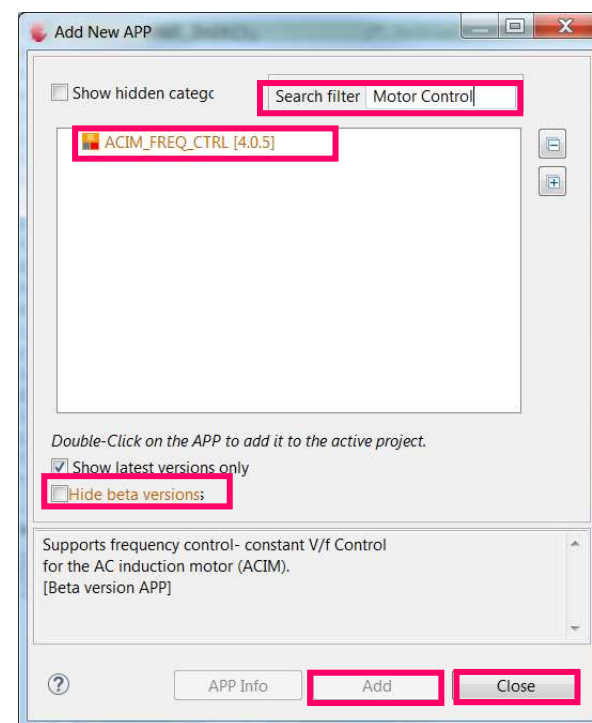 Add New APP
Show hidden categc
Search filter Motor Control
ACIM_FREQ_CTRL [4.0.5]
Double-Click on the APP to add it to the active project.
Show latest versions only
Hide beta versions
Supports frequency control- constant V/f Control
for the AC induction motor (ACIM).
[Beta version APP]
? APP Info Add Close